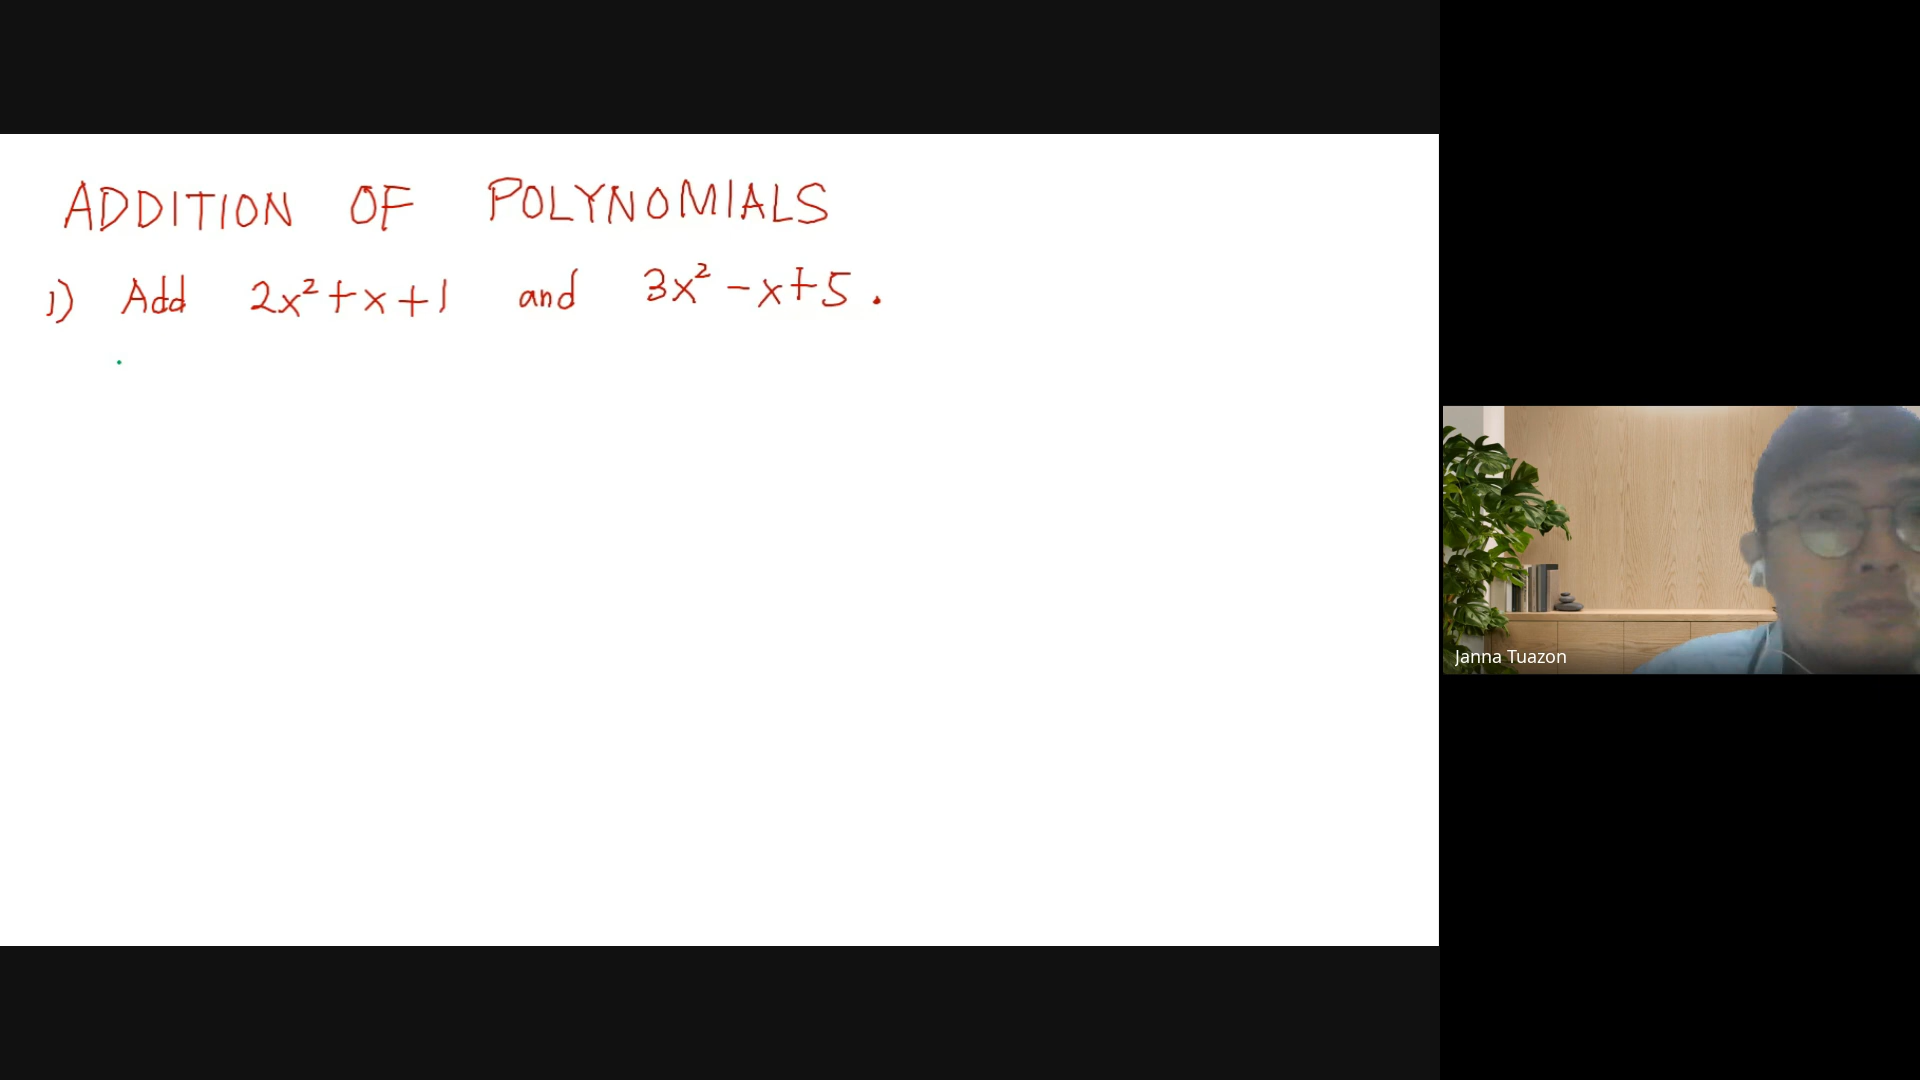 ADDITION OF POLYNOMIALS
1) Add 2x²+x+1 and 3x²-x+5.
Janna Tuazon